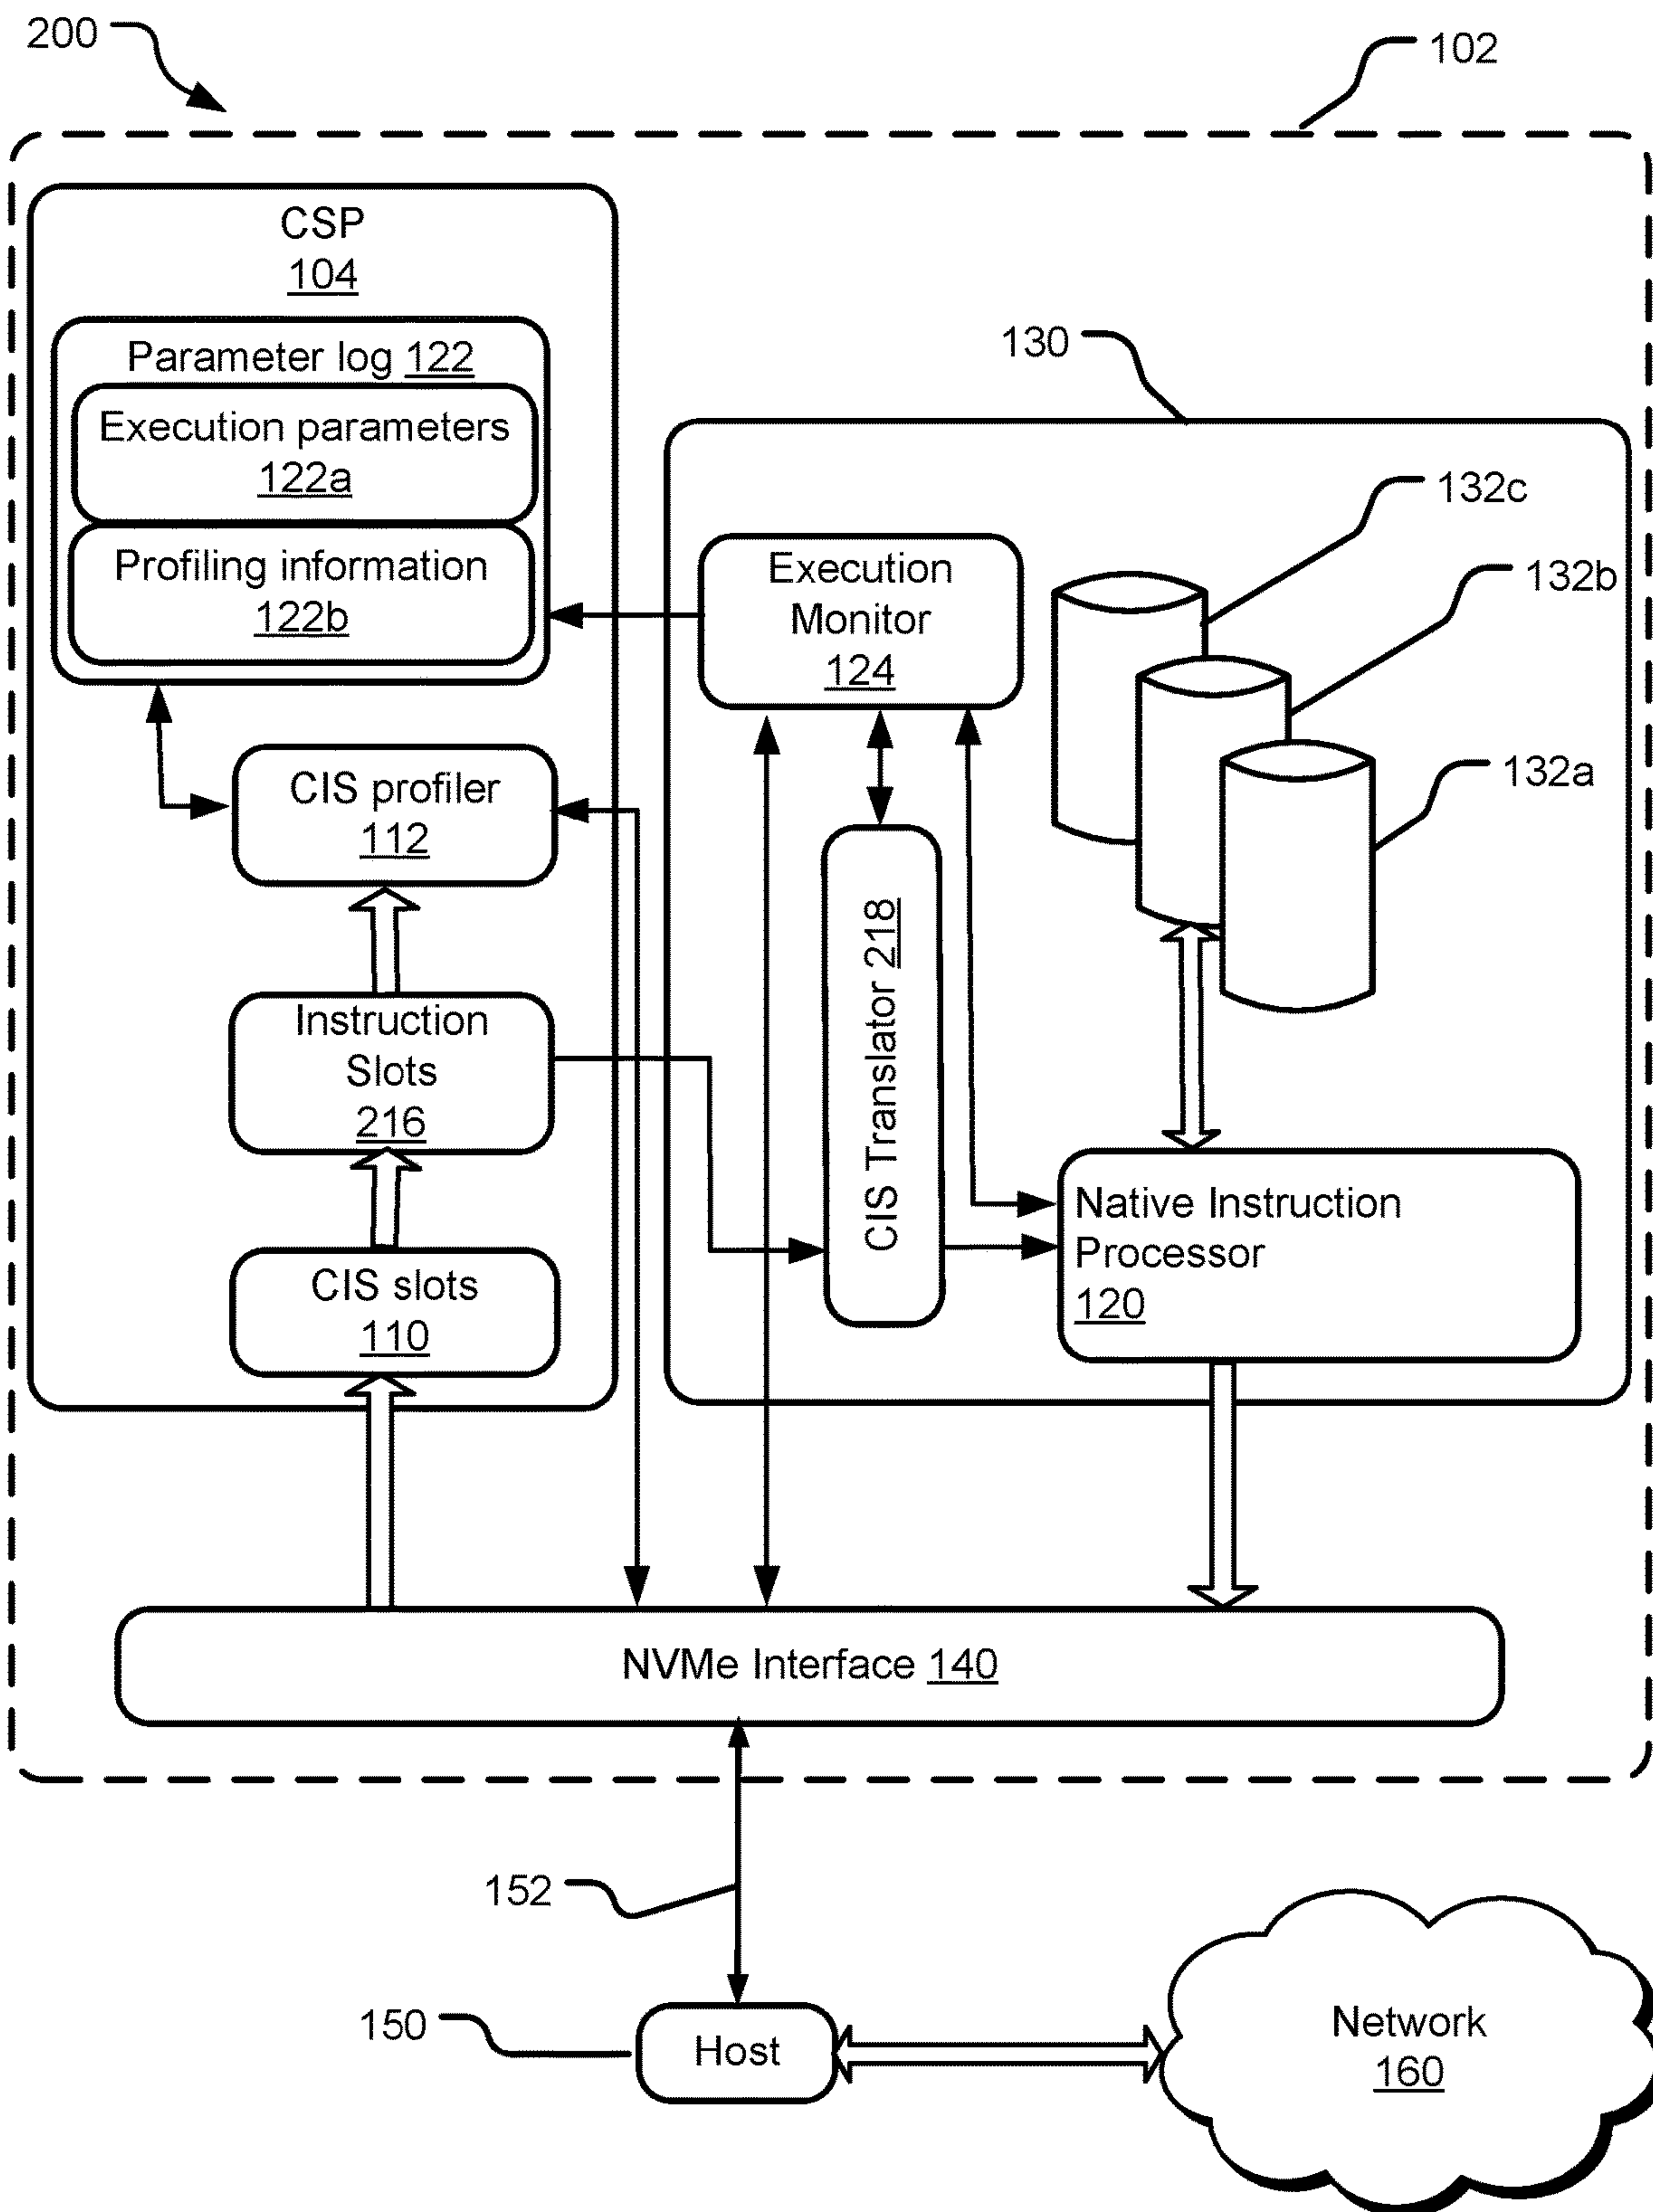 200
102
CSP
104
Parameter log 122
Execution parameters
122a
Profiling information
122b
130
132c
132b
132a
Execution
Monitor
124
CIS profiler
112
CIS Translator 218
Instruction
Slots
216
Native Instruction
Processor
120
CIS slots
110
NVMe Interface 140
152
150
Host
Network
160